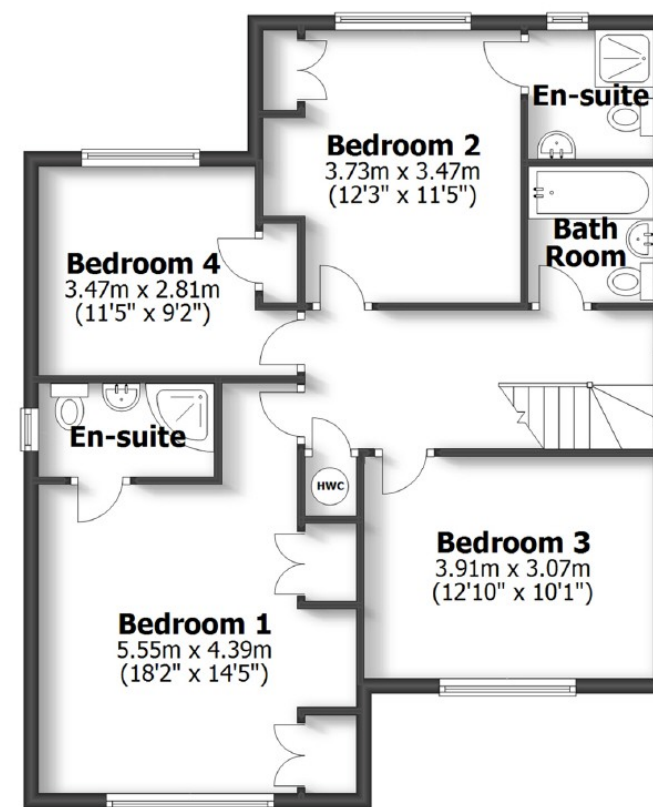 En-suite
Bedroom 2
3.73m x 3.47m
(12'3" x 11'5")
Bath
Room
Bedroom 4
3.47m x 2.81m
(11'5" x 9'2")
En-suite
HWC
Bedroom 3
3.91m x 3.07m
(12'10" x 10'1")
Bedroom 1
5.55m x 4.39m
(18'2" x 14'5")